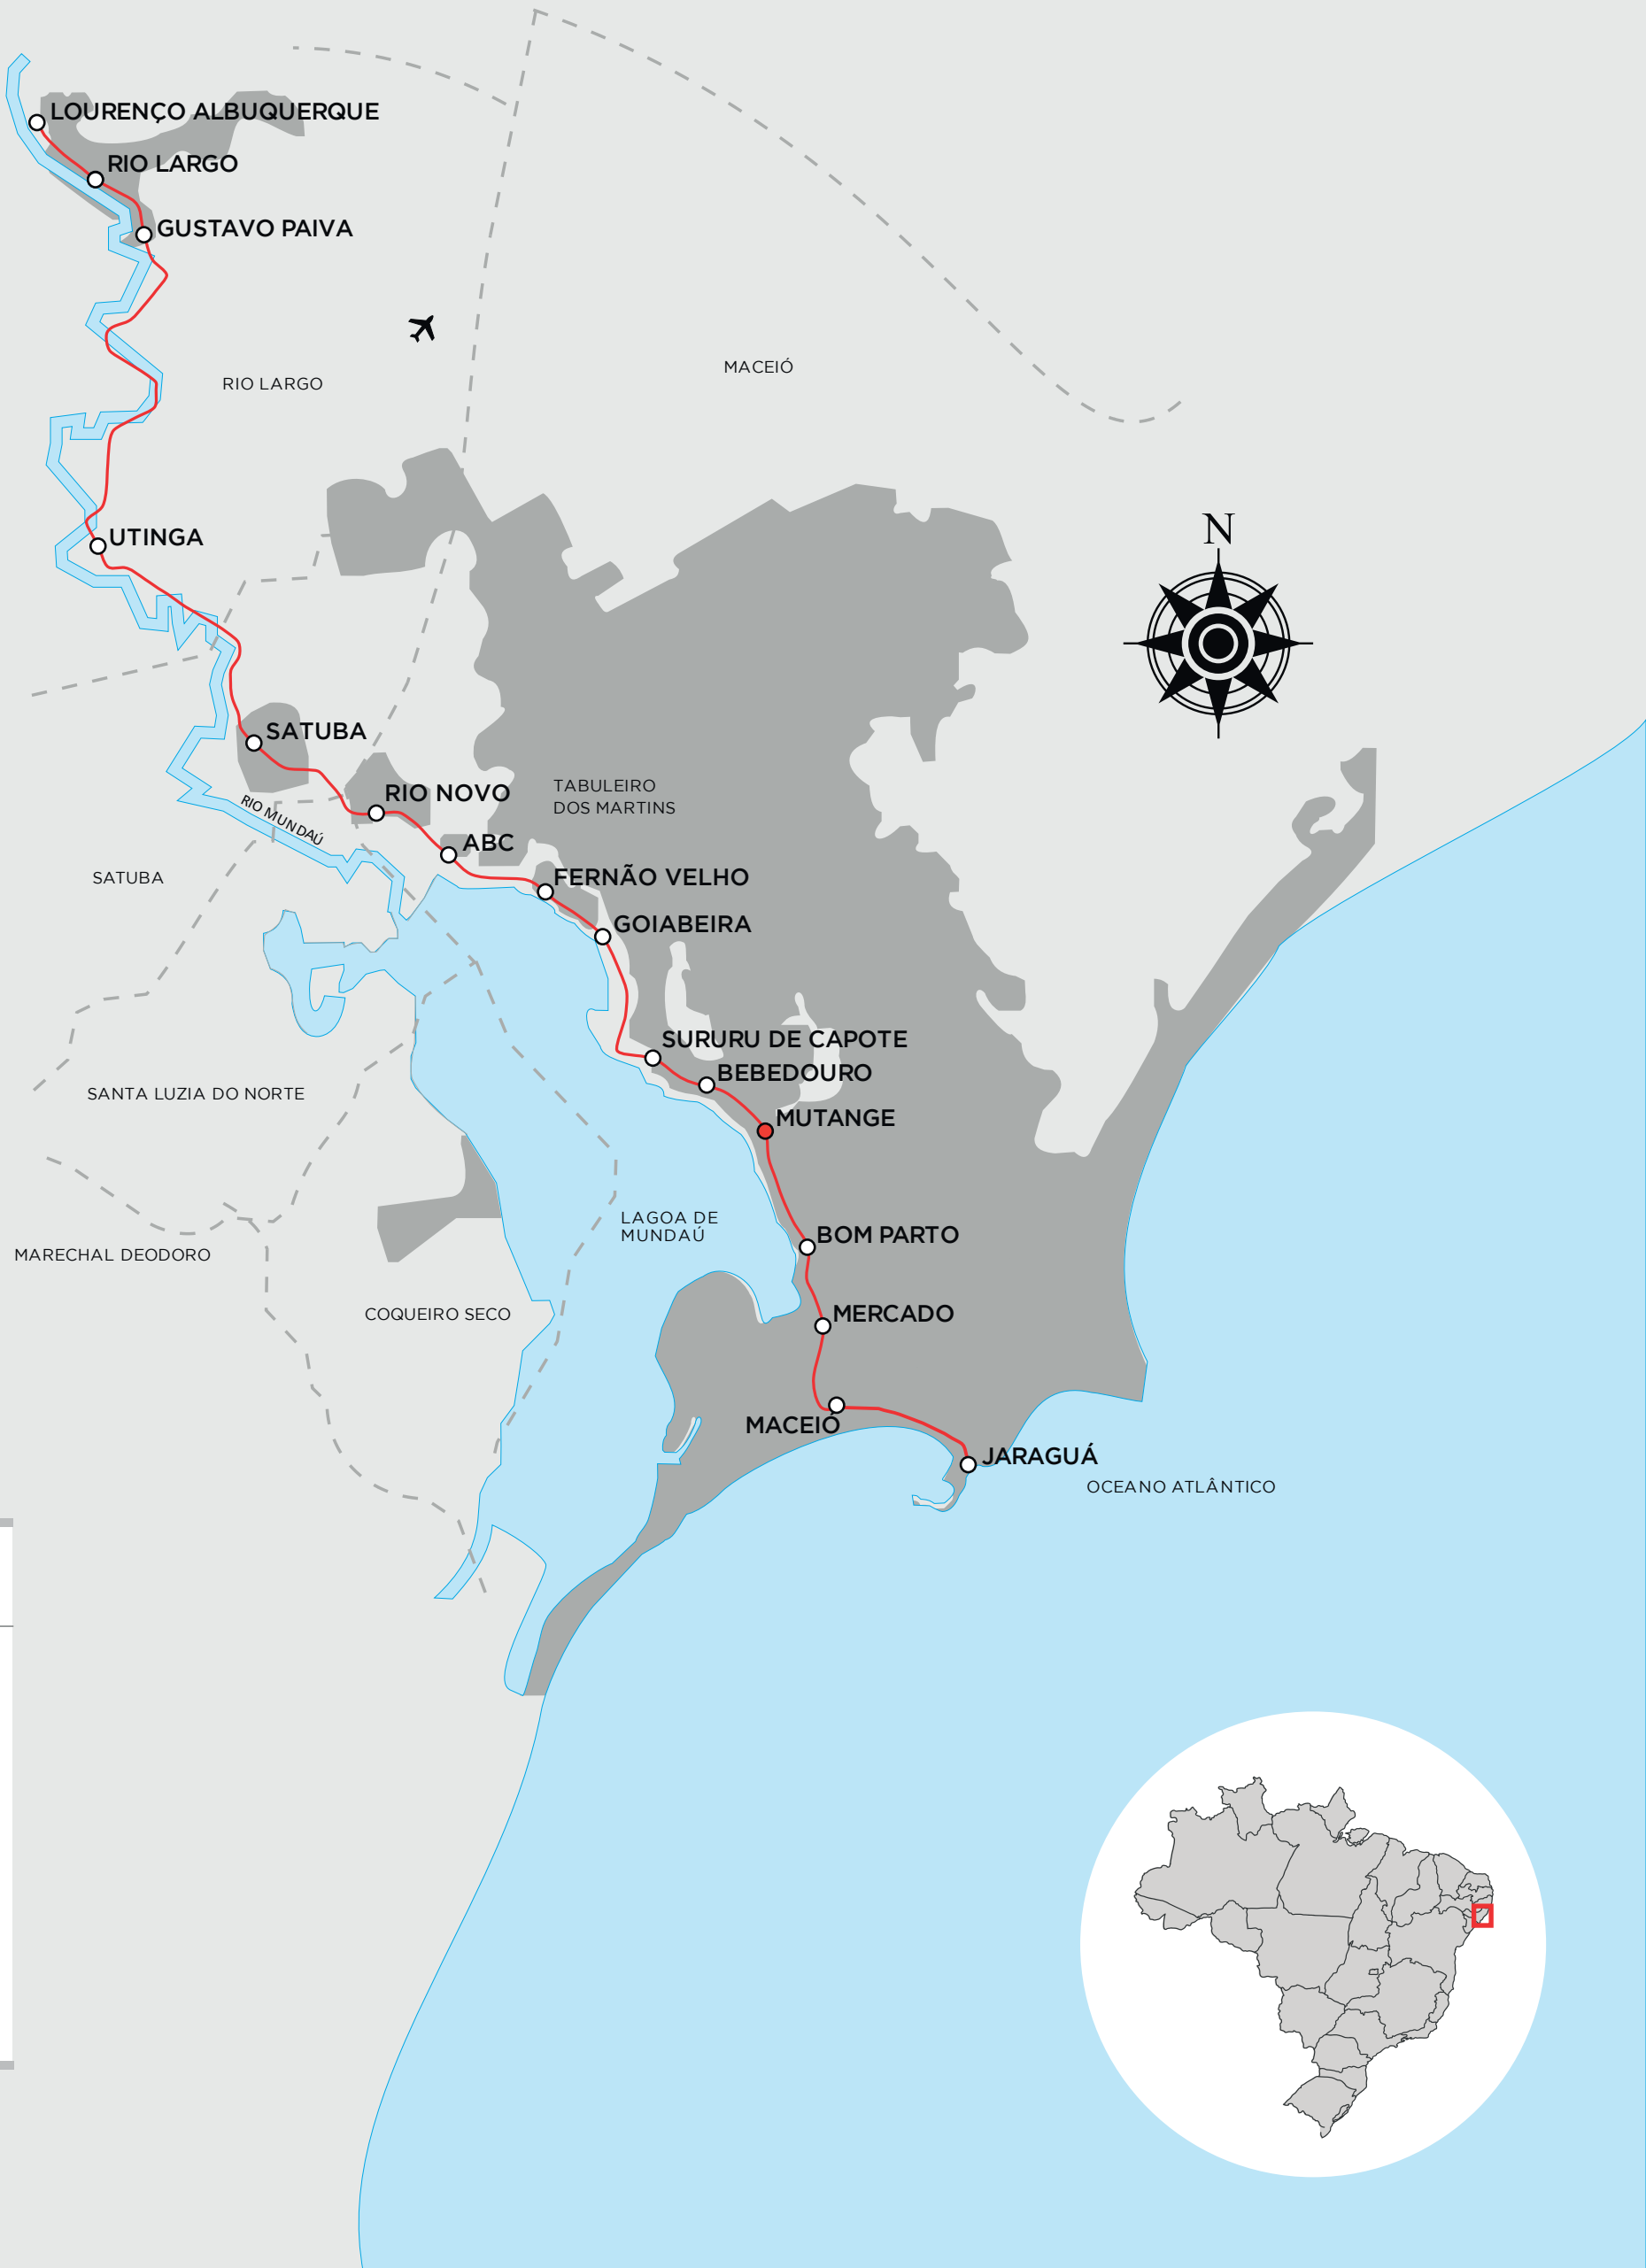 LOURENÇO ALBUQUERQUE
RIO LARGO
GUSTAVO PAIVA
MACEIÓ
RIO LARGO
N
UTINGA
SATUBA
RIO NOVO
TABULEIRO
DOS MARTINS
RIO MUNDAÚ
ABC
SATUBA
FERNÃO VELHO
GOIABEIRA
SURURU DE CAPOTE
BEBEDOURO
SANTA LUZIA DO NORTE
MUTANGE
LAGOA DE
MUNDAÚ
BOM PARTO
MARECHAL DEODORO
COQUEIRO SECO
MERCADO
MACEIÓ
JARAGUÁ
OCEANO ATLÂNTICO